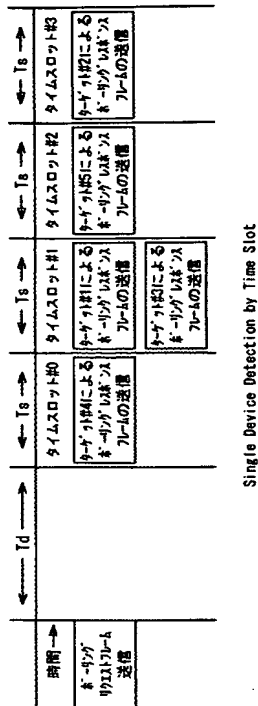 時間→
ポーリング
リクエストフレーム
送信
← Td →
← Ts →
タイムスロット#0
ターゲット#4による
ポーリングレスポンス
フレームの送信
← Ts →
タイムスロット#1
ターゲット#1による
ポーリングレスポンス
フレームの送信
ターゲット#3による
ポーリングレスポンス
フレームの送信
← Ts →
タイムスロット#2
ターゲット#5による
ポーリングレスポンス
フレームの送信
← Ts →
タイムスロット#3
ターゲット#2による
ポーリングレスポンス
フレームの送信
Single Device Detection by Time Slot